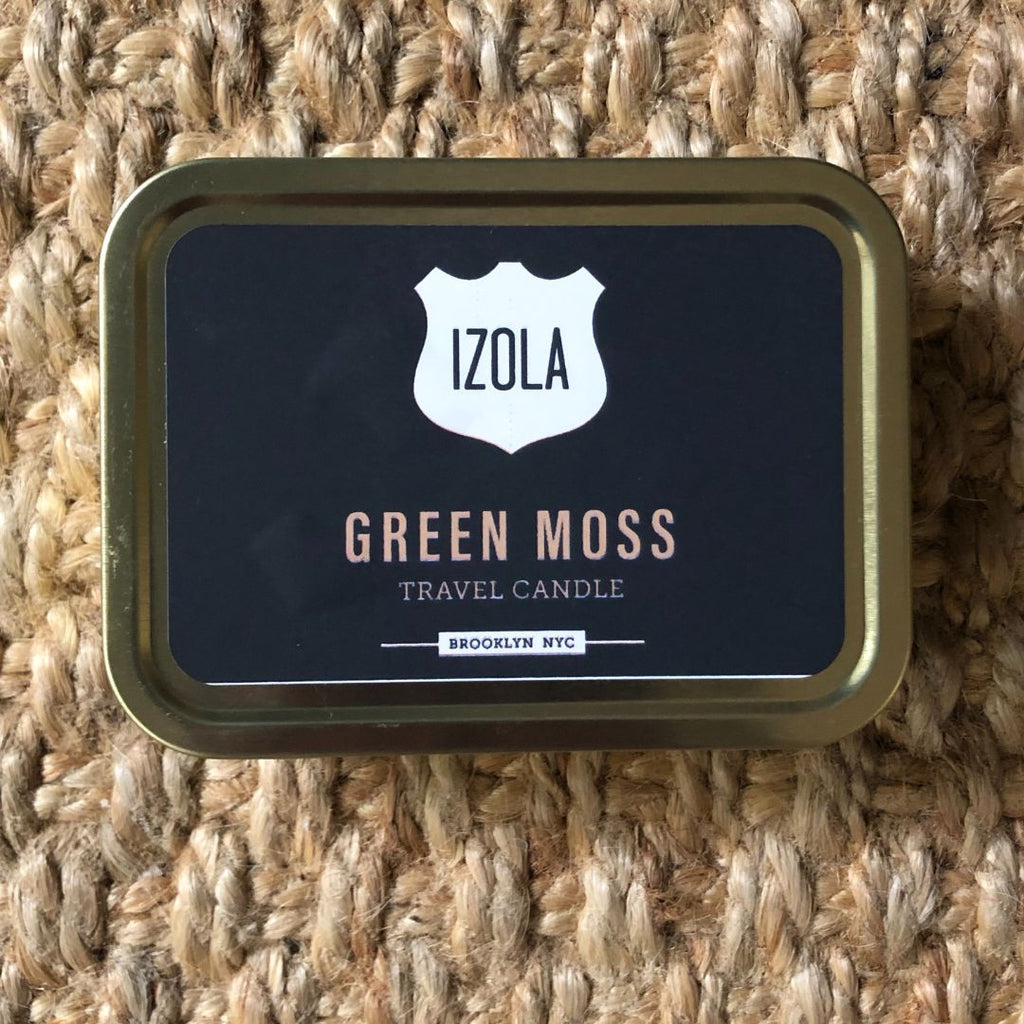 IZOLA
GREEN MOSS
TRAVEL CANDLE
BROOKLYN NYC